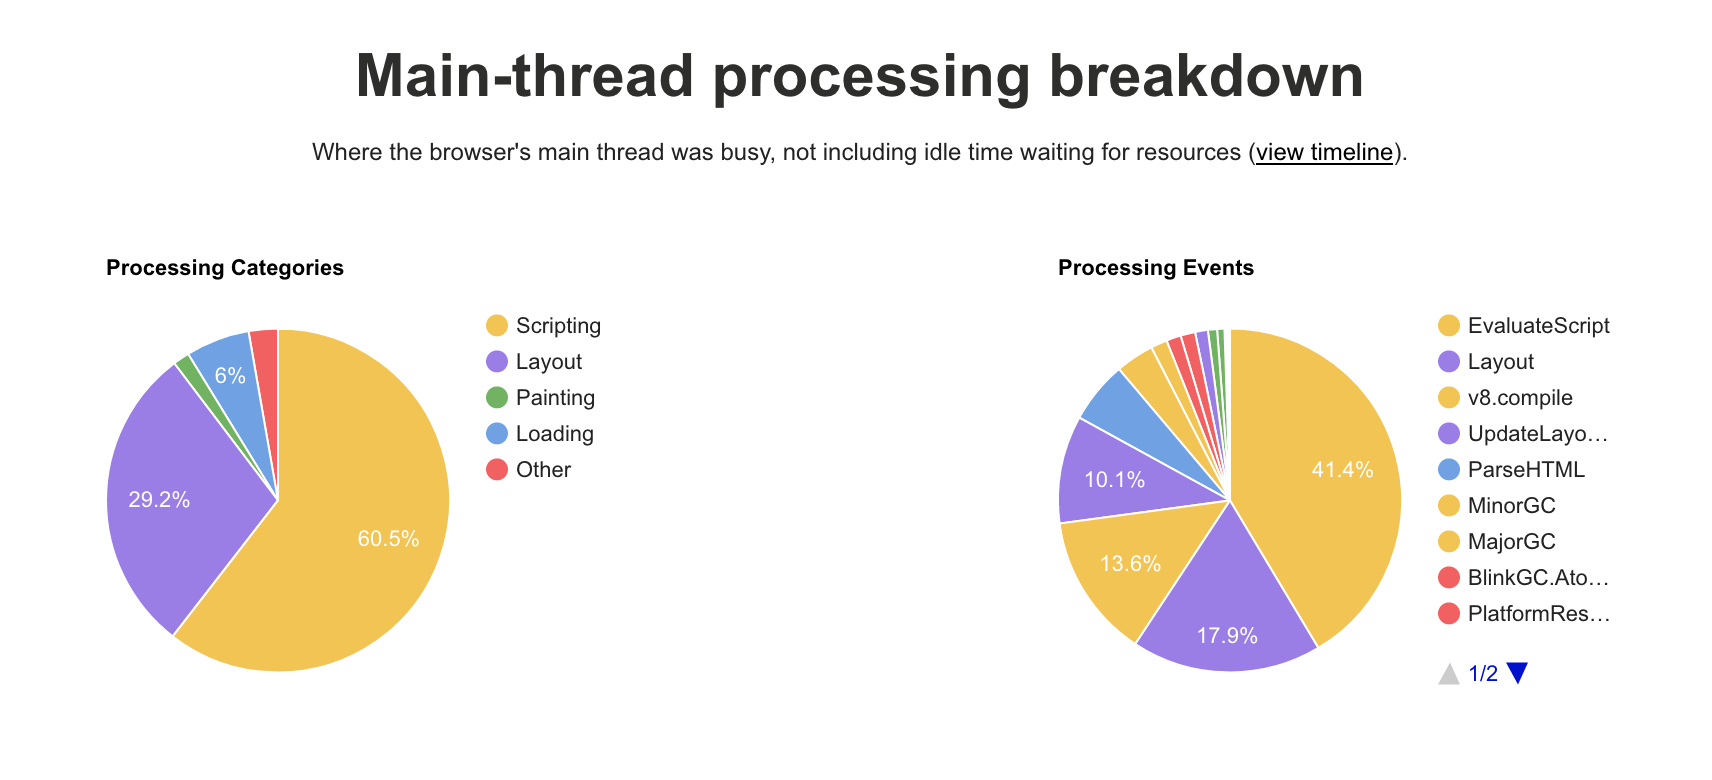 Main-thread processing breakdown
Where the browser's main thread was busy, not including idle time waiting for resources (view timeline).
Processing Categories
6%
29.2%
60.5%
Scripting
Layout
Painting
Loading
Other
Processing Events
41.4%
10.1%
13.6%
17.9%
EvaluateScript
Layout
v8.compile
UpdateLayo…
ParseHTML
MinorGC
MajorGC
BlinkGC.Ato…
PlatformRes…
1/2